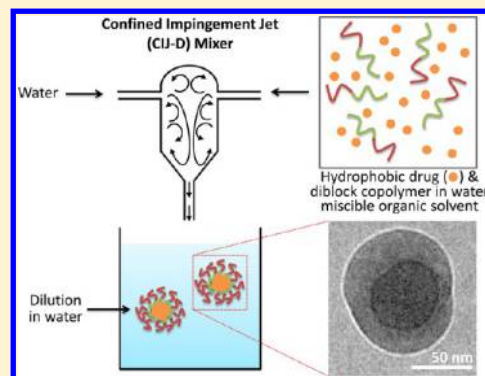 Confined Impingement Jet
(CIJ-D) Mixer
Water
Hydrophobic drug (●) &
diblock copolymer in water
miscible organic solvent
Dilution
in water
50 nm